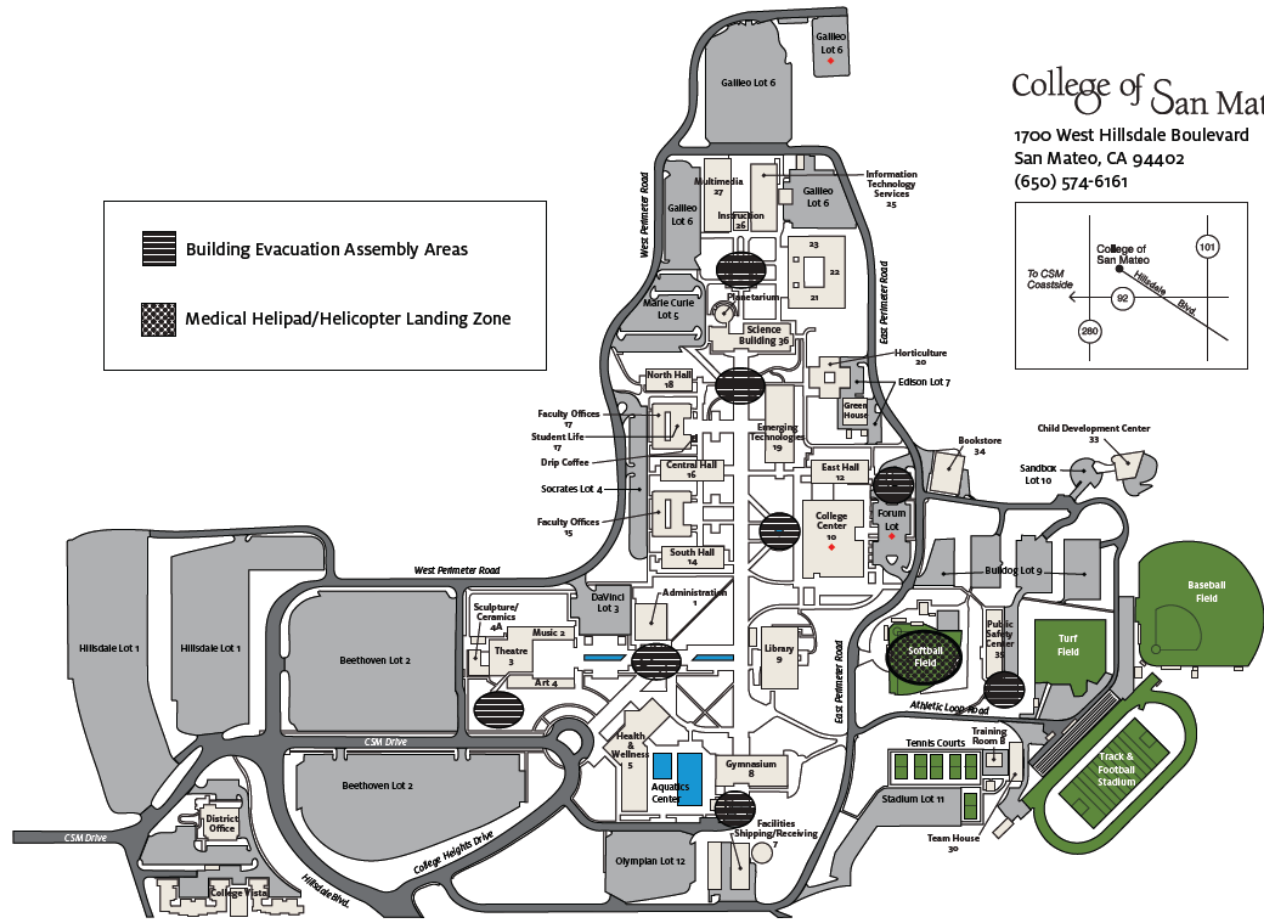 Galileo
Lot 6
Galileo Lot 6
College of San Mat
1700 West Hillsdale Boulevard
San Mateo, CA 94402
(650) 574-6161
Building Evacuation Assembly Areas
Medical Helipad/Helicopter Landing Zone
College of
San Mateo
101
To CSM
Coastside
92
Hillsdale
Blvd.
280
West Perimeter Road
Galileo
Lot 6
Multimedia
27
Instruction
26
Information
Technology
Services
25
Galileo
Lot 6
23
22
21
East Perimeter Road
Planetarium
Marie Curie
Lot 5
Science
Building 36
Horticulture
20
Edison Lot 7
Green
House
North Hall
18
Faculty Offices
17
Student Life
17
Drip Coffee
Emerging
Technologies
19
Central Hall
16
Socrates Lot 4
East Hall
12
Bookstore
34
Child Development Center
33
Sandbox
Lot 10
Faculty Offices
15
College
Center
10
Forum
Lot
South Hall
14
West Perimeter Road
DaVinci
Lot 3
Administration
1
Bulldog Lot 9
Baseball
Field
Hillsdale Lot 1
Hillsdale Lot 1
Beethoven Lot 2
Sculpture/
Ceramics
4A
Music 2
Theatre
3
Art 4
Library
9
East Perimeter Road
Softball
Field
Public
Safety
Center
35
Turf
Field
Athletic Loop Road
CSM Drive
Beethoven Lot 2
Health
&
Wellness
5
Aquatics
Center
Gymnasium
8
Tennis Courts
Training
Room B
Track &
Football
Stadium
Stadium Lot 11
Team House
30
Facilities
Shipping/Receiving
7
Olympian Lot 12
College Heights Drive
District
Office
CSM Drive
College Vista
Hillsdale Blvd.